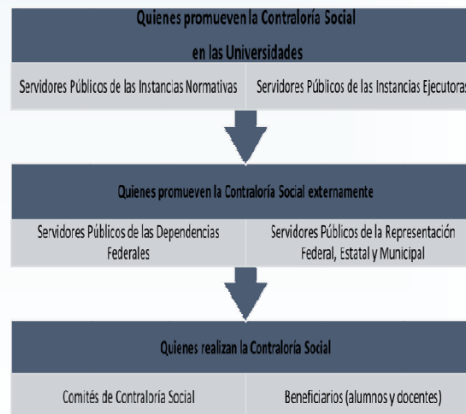 Quienes promueven la Contraloría Social
en las Universidades
Servidores Públicos de las Instancias Normativas
Servidores Públicos de las Instancias Ejecutoras
Quienes promueven la Contraloría Social externamente
Servidores Públicos de las Dependencias
Federales
Servidores Públicos de la Representación
Federal, Estatal y Municipal
Quienes realizan la Contraloría Social
Comités de Contraloría Social
Beneficiarios (alumnos y docentes)